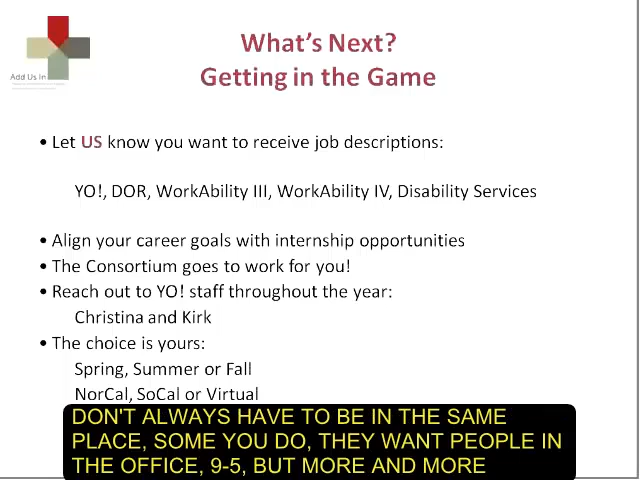 What's Next?
Getting in the Game
Add Us In
• Let US know you want to receive job descriptions:
YO!, DOR, WorkAbility III, WorkAbility IV, Disability Services
• Align your career goals with internship opportunities
• The Consortium goes to work for you!
• Reach out to YO! staff throughout the year:
Christina and Kirk
• The choice is yours:
Spring, Summer or Fall
NorCal, SoCal or Virtual
DON'T ALWAYS HAVE TO BE IN THE SAME
PLACE, SOME YOU DO, THEY WANT PEOPLE IN
THE OFFICE, 9-5, BUT MORE AND MORE